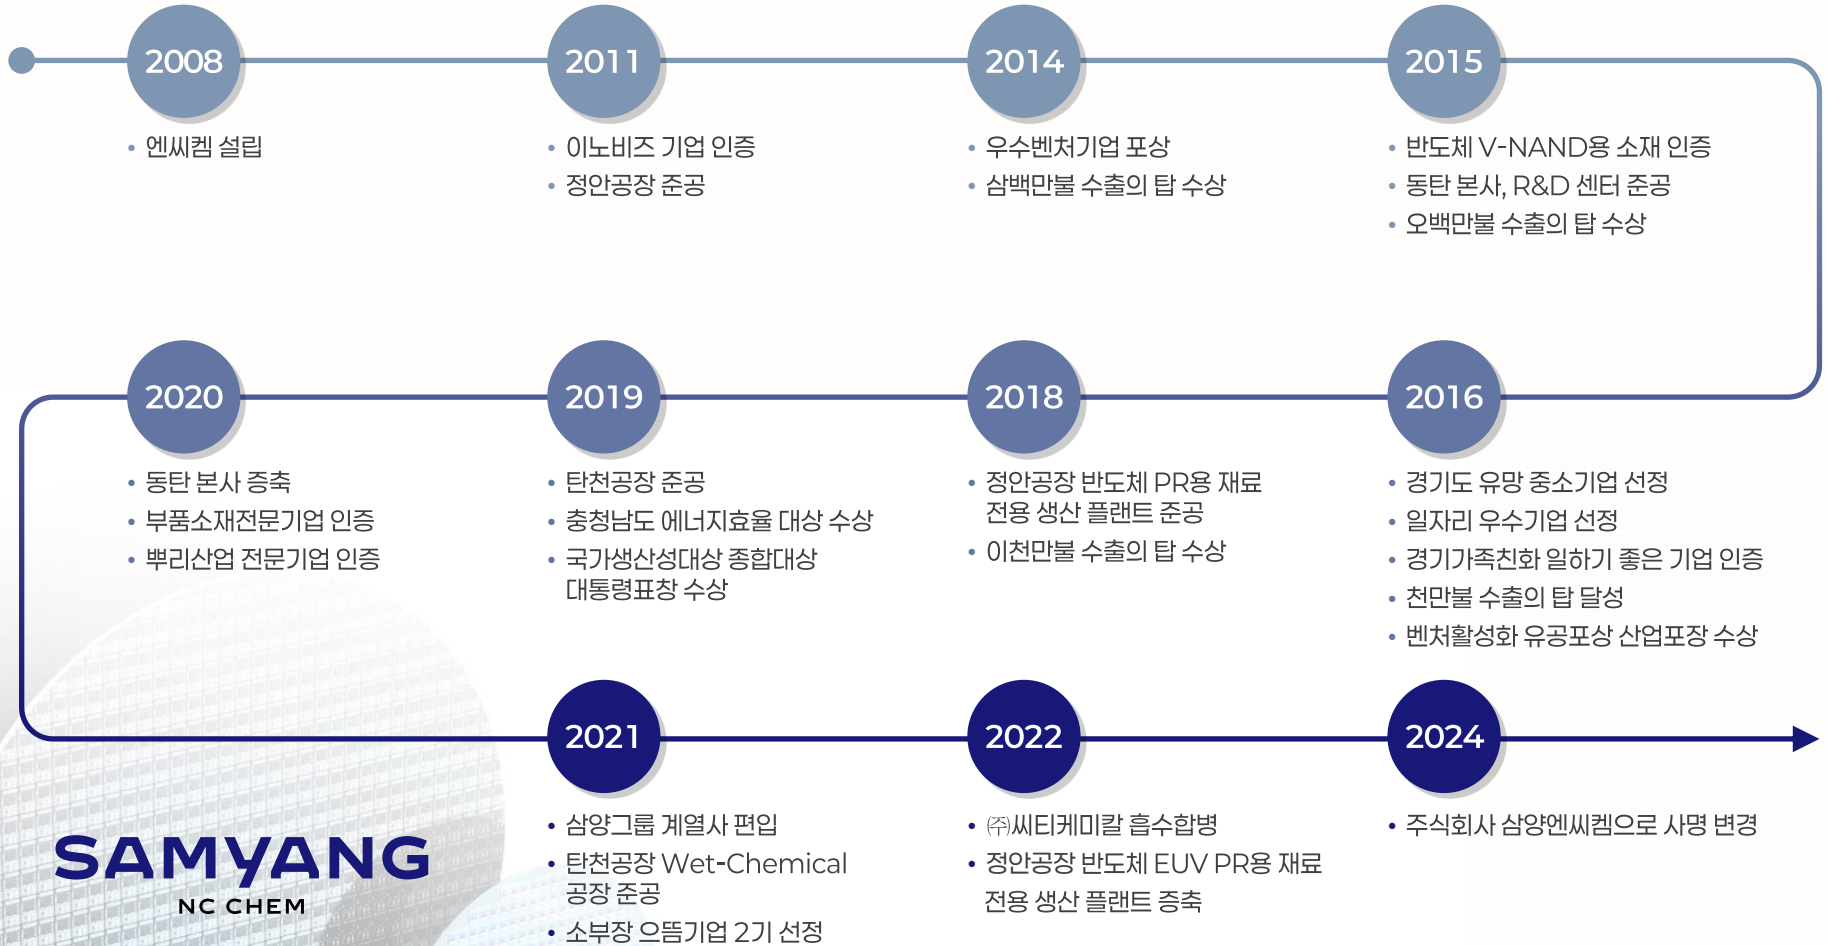 2008
• 엔씨켐 설립
2011
• 이노비즈 기업 인증
• 정안공장 준공
2014
• 우수벤처기업 포상
• 삼백만불 수출의 탑 수상
2015
• 반도체 V-NAND용 소재 인증
• 동탄 본사, R&D 센터 준공
• 오백만불 수출의 탑 수상
2016
• 경기도 유망 중소기업 선정
• 일자리 우수기업 선정
• 경기가족친화 일하기 좋은 기업 인증
• 천만불 수출의 탑 달성
• 벤처활성화 유공포상 산업포장 수상
2018
• 정안공장 반도체 PR용 재료
전용 생산 플랜트 준공
• 이천만불 수출의 탑 수상
2019
• 탄천공장 준공
• 충청남도 에너지효율 대상 수상
• 국가생산성대상 종합대상
대통령표창 수상
2020
• 동탄 본사 증축
• 부품소재전문기업 인증
• 뿌리산업 전문기업 인증
2021
• 삼양그룹 계열사 편입
• 탄천공장 Wet-Chemical
공장 준공
• 소부장 으뜸기업 2기 선정
2022
• ㈜씨티케미칼 흡수합병
• 정안공장 반도체 EUV PR용 재료
전용 생산 플랜트 증축
2024
• 주식회사 삼양엔씨켐으로 사명 변경
SAMYANG
NC CHEM